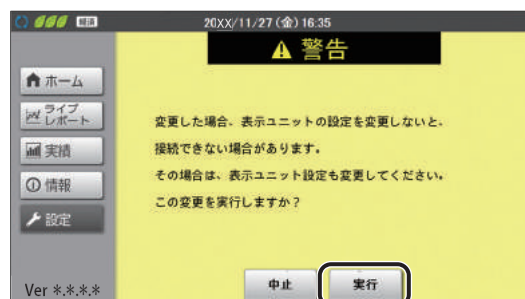 経済
20XX/11/27(金)16:35
警告
ホーム
ライブ
レポート
実績
情報
設定
変更した場合、表示ユニットの設定を変更しないと、
接続できない場合があります。
その場合は、表示ユニット設定も変更してください。
この変更を実行しますか?
中止
実行
Ver *.*.*.*